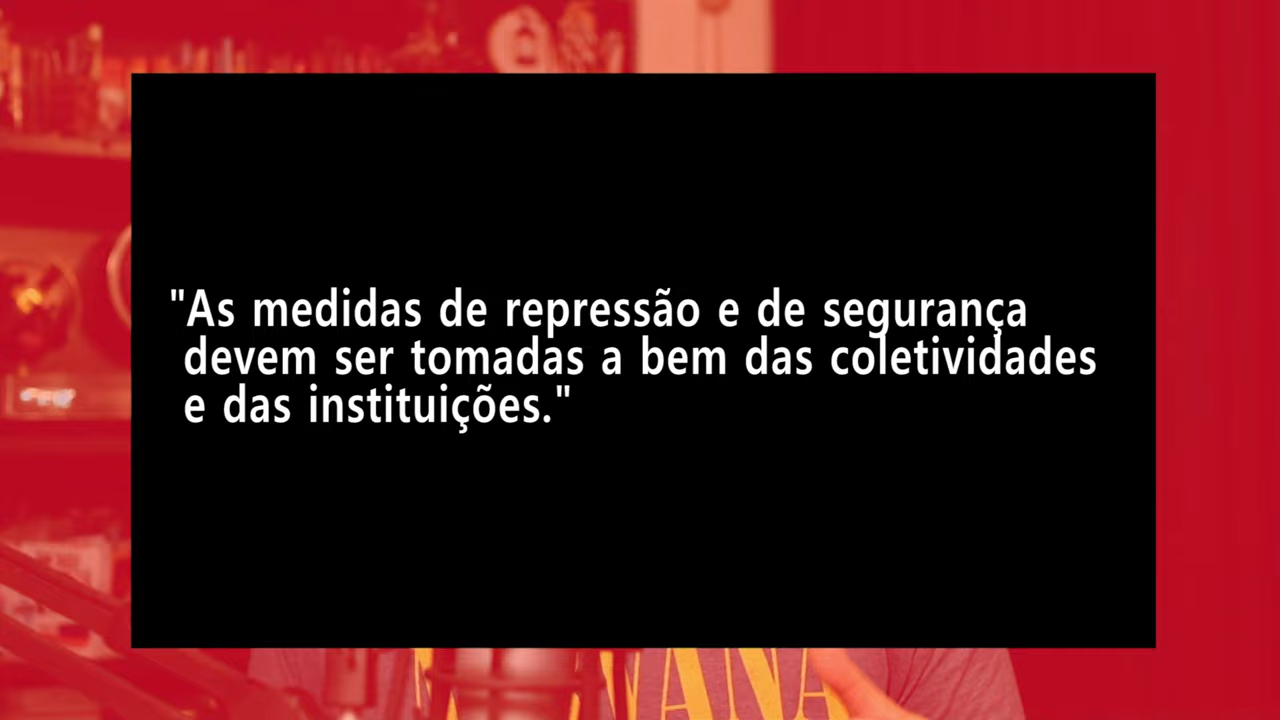 "As medidas de repressão e de segurança
devem ser tomadas a bem das coletividades
e das instituições."